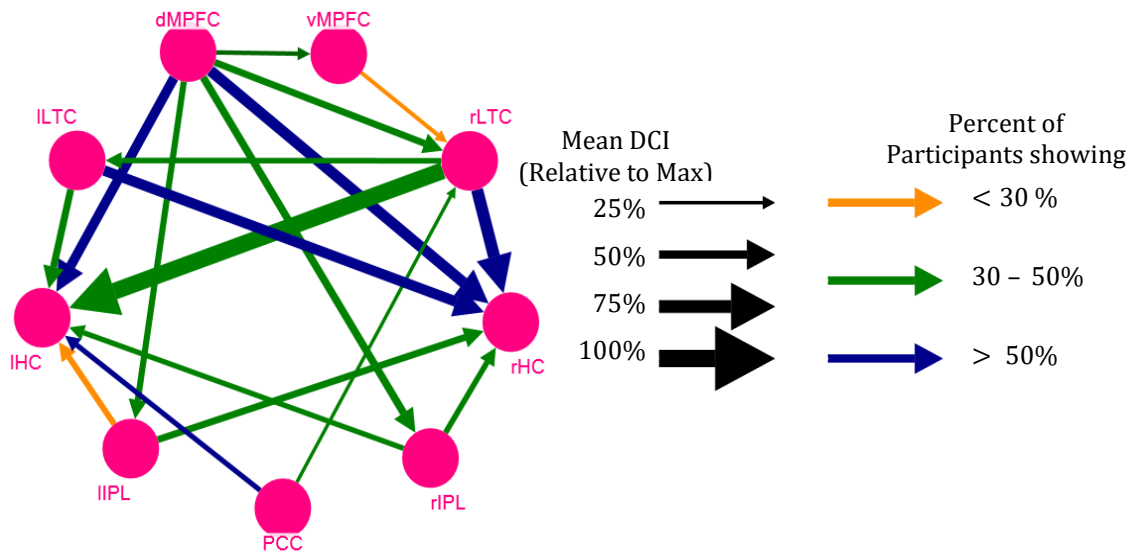 dMPFC
vMPFC
lLTC
rLTC
lHC
rHC
lIPL
rIPL
PCC
Mean DCI
(Relative to Max)
25%
50%
75%
100%
Percent of
Participants showing
< 30 %
30 – 50%
> 50%